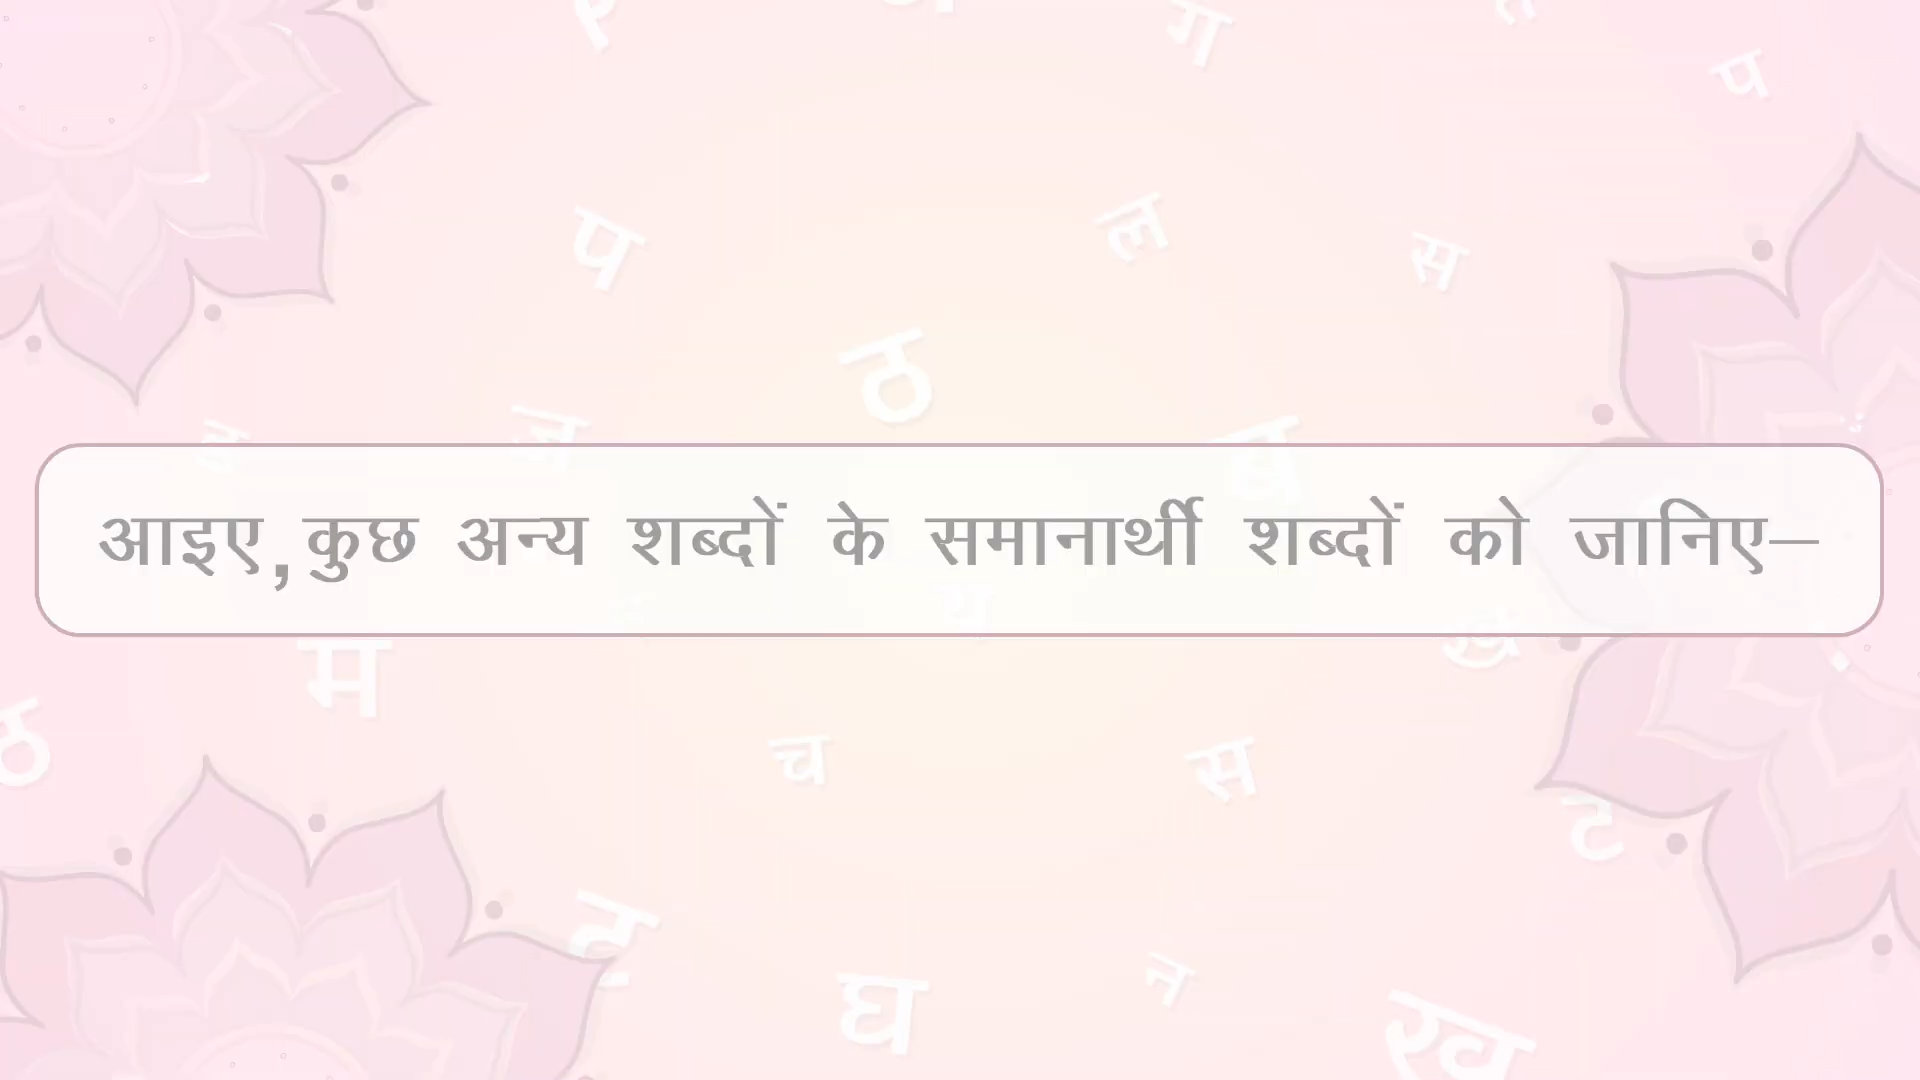 आइए,कुछ अन्य शब्दों के समानार्थी शब्दों को जानिए–